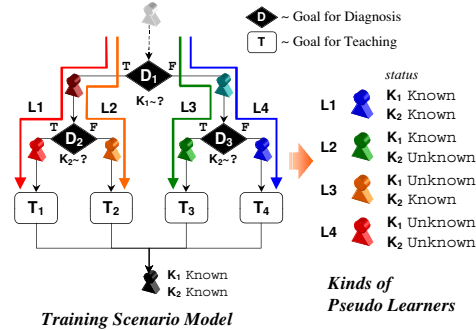 D ~ Goal for Diagnosis
T ~ Goal for Teaching
T D₁ F
K₁~?
L1 L2 L3 L4
T D₂ F
K₂~?
T D₃ F
K₂~?
T₁ T₂ T₃ T₄
K₁ Known
K₂ Known
Training Scenario Model
status
L1 K₁ Known
K₂ Known
L2 K₁ Known
K₂ Unknown
L3 K₁ Unknown
K₂ Known
L4 K₁ Unknown
K₂ Unknown
Kinds of
Pseudo Learners